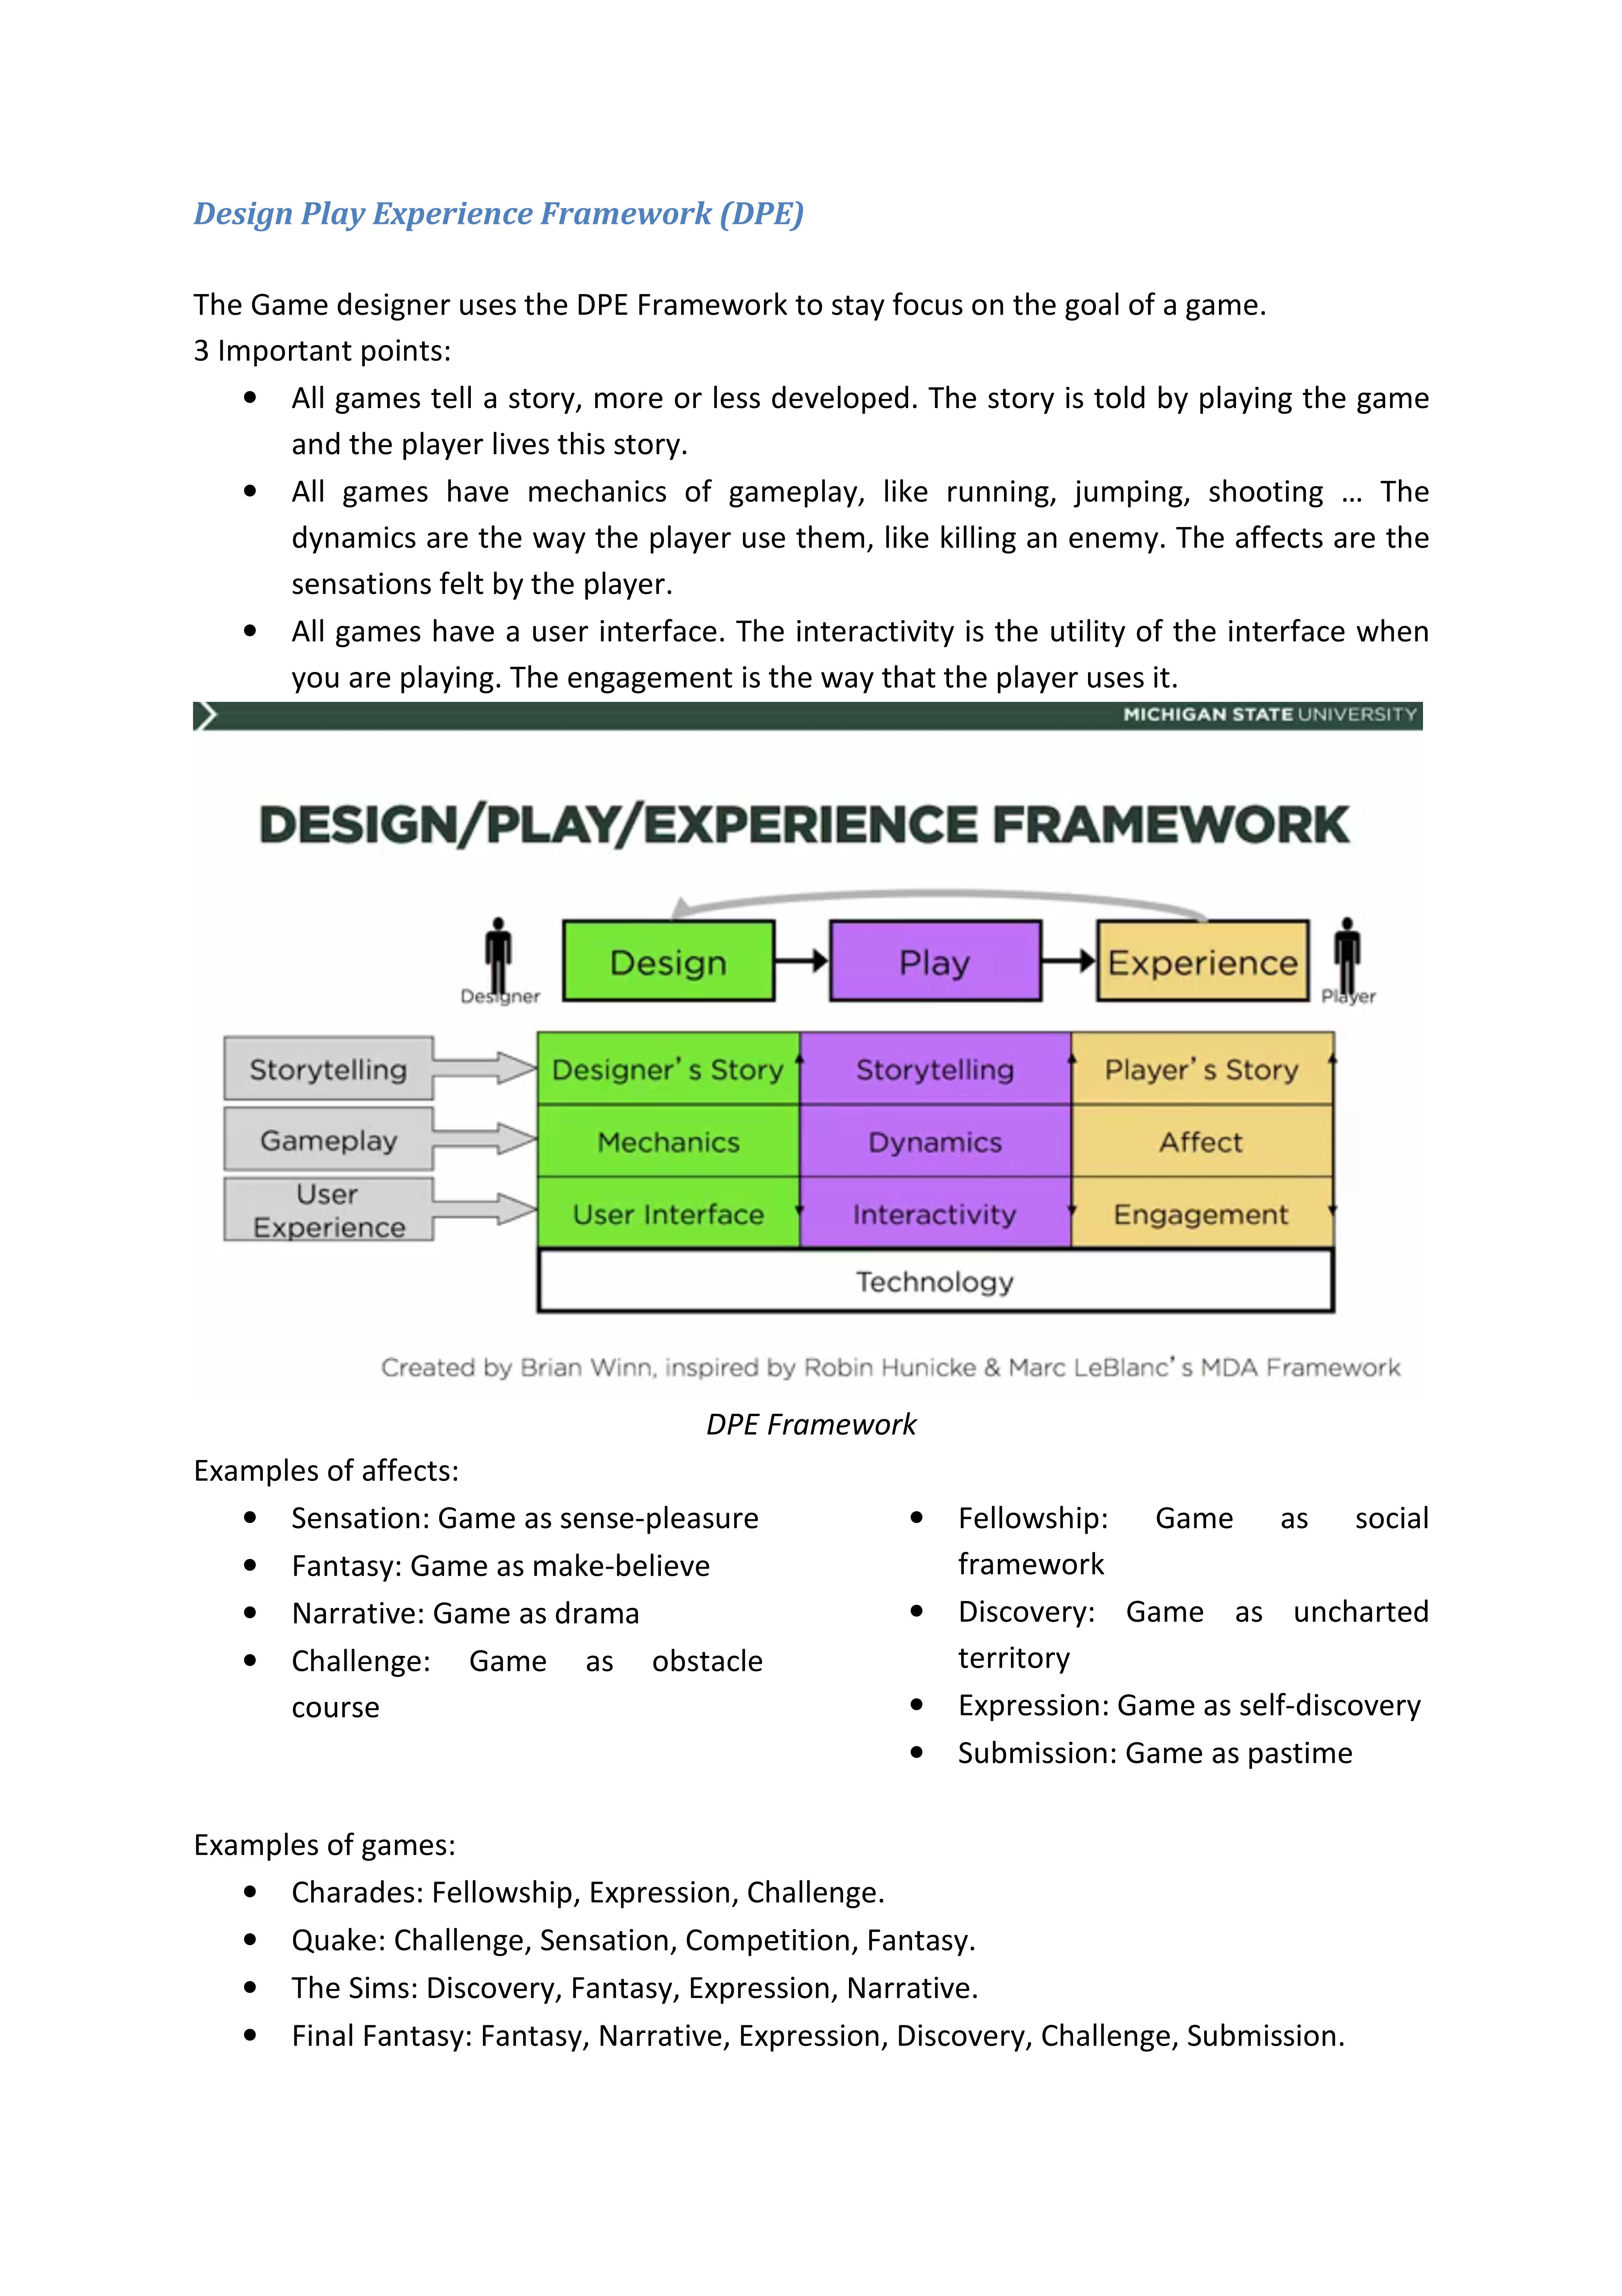 Design Play Experience Framework (DPE)
The Game designer uses the DPE Framework to stay focus on the goal of a game.
3 Important points:
• All games tell a story, more or less developed. The story is told by playing the game
and the player lives this story.
• All games have mechanics of gameplay, like running, jumping, shooting … The
dynamics are the way the player use them, like killing an enemy. The affects are the
sensations felt by the player.
• All games have a user interface. The interactivity is the utility of the interface when
you are playing. The engagement is the way that the player uses it.
MICHIGAN STATE UNIVERSITY
DESIGN/PLAY/EXPERIENCE FRAMEWORK
Design Play Experience
Designer Player
Storytelling Designer's Story Storytelling Player's Story
Gameplay Mechanics Dynamics Affect
User
Experience User Interface Interactivity Engagement
Technology
Created by Brian Winn, inspired by Robin Hunicke & Marc LeBlanc's MDA Framework
DPE Framework
Examples of affects:
• Sensation: Game as sense-pleasure
• Fantasy: Game as make-believe
• Narrative: Game as drama
• Challenge: Game as obstacle
course
• Fellowship: Game as social
framework
• Discovery: Game as uncharted
territory
• Expression: Game as self-discovery
• Submission: Game as pastime
Examples of games:
• Charades: Fellowship, Expression, Challenge.
• Quake: Challenge, Sensation, Competition, Fantasy.
• The Sims: Discovery, Fantasy, Expression, Narrative.
• Final Fantasy: Fantasy, Narrative, Expression, Discovery, Challenge, Submission.